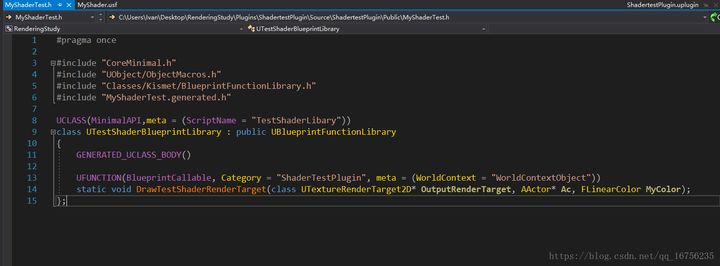 MyShaderTest.h MyShader.usf ShadertestPlugin.uplugin
MyShaderTest.h C:\Users\Ivan\Desktop\RenderingStudy\Plugins\ShadertestPlugin\Source\ShadertestPlugin\Public\MyShaderTest.h
RenderingStudy UTestShaderBlueprintLibrary
1 #pragma once
2
3 #include "CoreMinimal.h"
4 #include "UObject/ObjectMacros.h"
5 #include "Classes/Kismet/BlueprintFunctionLibrary.h"
6 #include "MyShaderTest.generated.h"
7
8 UCLASS(MinimalAPI,meta = (ScriptName = "TestShaderLibary"))
9 class UTestShaderBlueprintLibrary : public UBlueprintFunctionLibrary
10 {
11 GENERATED_UCLASS_BODY()
12
13 UFUNCTION(BlueprintCallable, Category = "ShaderTestPlugin", meta = (WorldContext = "WorldContextObject"))
14 static void DrawTestShaderRenderTarget(class UTextureRenderTarget2D* OutputRenderTarget, AActor* Ac, FLinearColor MyColor);
15 };
https://blog.csdn.net/qq_16756235